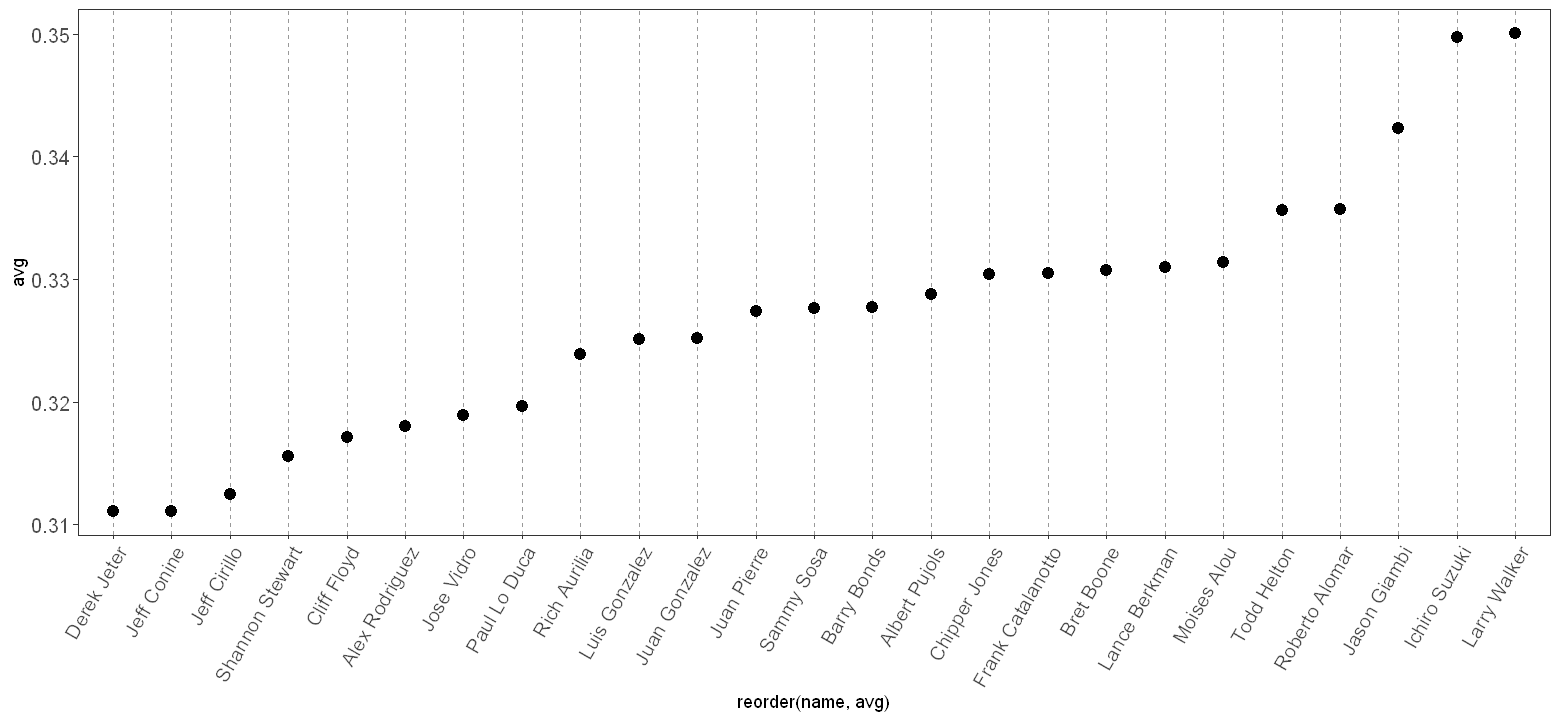 0.35
0.34
0.33
0.32
0.31
avg
Derek Jeter
Jeff Conine
Jeff Cirillo
Shannon Stewart
Cliff Floyd
Alex Rodriguez
Jose Vidro
Paul Lo Duca
Rich Aurilia
Luis Gonzalez
Juan Gonzalez
Juan Pierre
Sammy Sosa
Barry Bonds
Albert Pujols
Chipper Jones
Frank Catalanotto
Bret Boone
Lance Berkman
Moises Alou
Todd Helton
Roberto Alomar
Jason Giambi
Ichiro Suzuki
Larry Walker
reorder(name, avg)